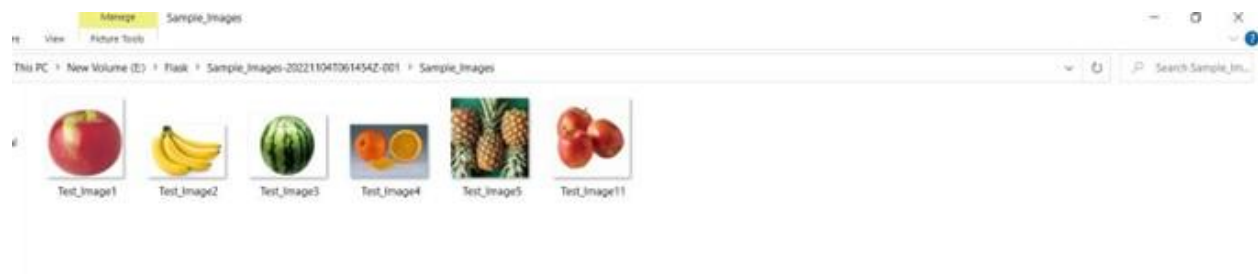 Manage Sample_Images
View Picture Tools
This PC › New Volume (E:) › Flask › Sample_Images-20221104T061454Z-001 › Sample_Images
Search Sample_Im...
Test_Image1 Test_Image2 Test_Image3 Test_Image4 Test_Image5 Test_Image11